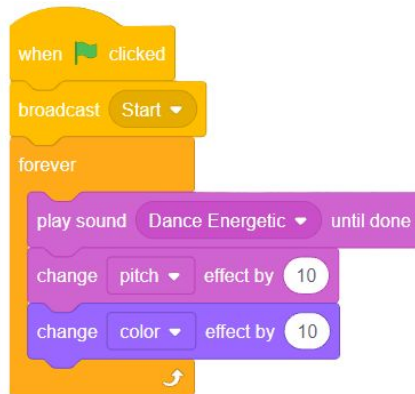 when clicked
broadcast Start
forever
play sound Dance Energetic until done
change pitch effect by 10
change color effect by 10